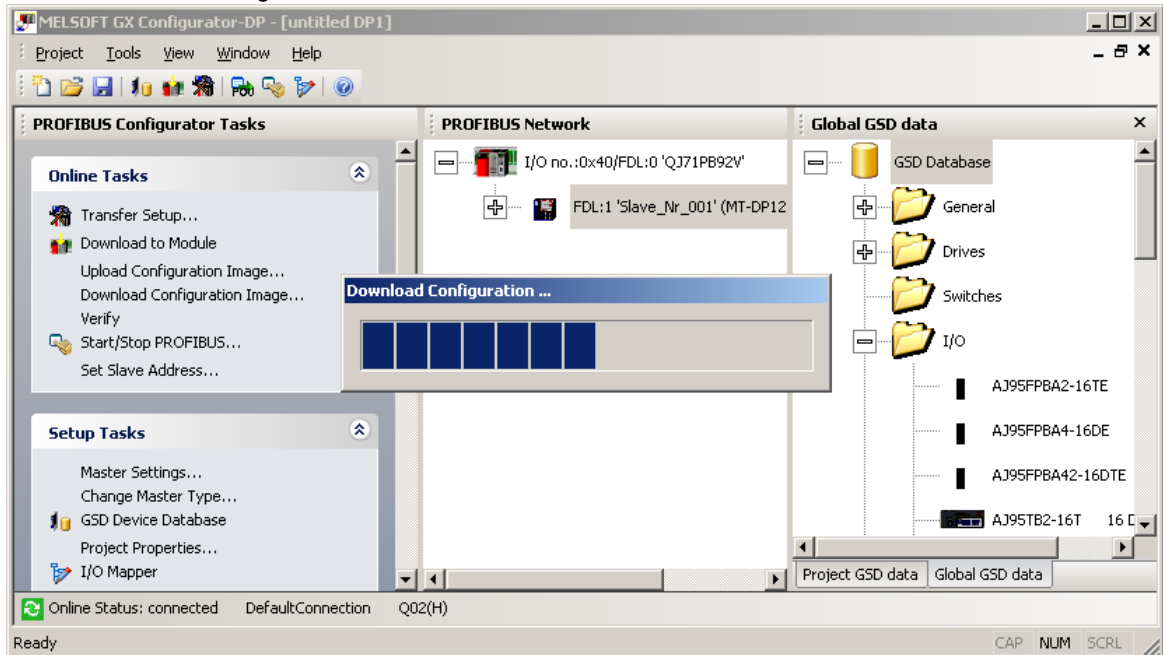 MELSOFT GX Configurator-DP - [untitled DP1]
Project Tools View Window Help
PROFIBUS Configurator Tasks
Online Tasks
Transfer Setup...
Download to Module
Upload Configuration Image...
Download Configuration Image...
Verify
Start/Stop PROFIBUS...
Set Slave Address...
Setup Tasks
Master Settings...
Change Master Type...
GSD Device Database
Project Properties...
I/O Mapper
PROFIBUS Network
I/O no.:0x40/FDL:0 'QJ71PB92V'
FDL:1 'Slave_Nr_001' (MT-DP12
Download Configuration ...
Global GSD data
GSD Database
General
Drives
Switches
I/O
AJ95FPBA2-16TE
AJ95FPBA4-16DE
AJ95FPBA42-16DTE
AJ95TB2-16T 16
Project GSD data Global GSD data
Online Status: connected DefaultConnection Q02(H)
Ready CAP NUM SCRL